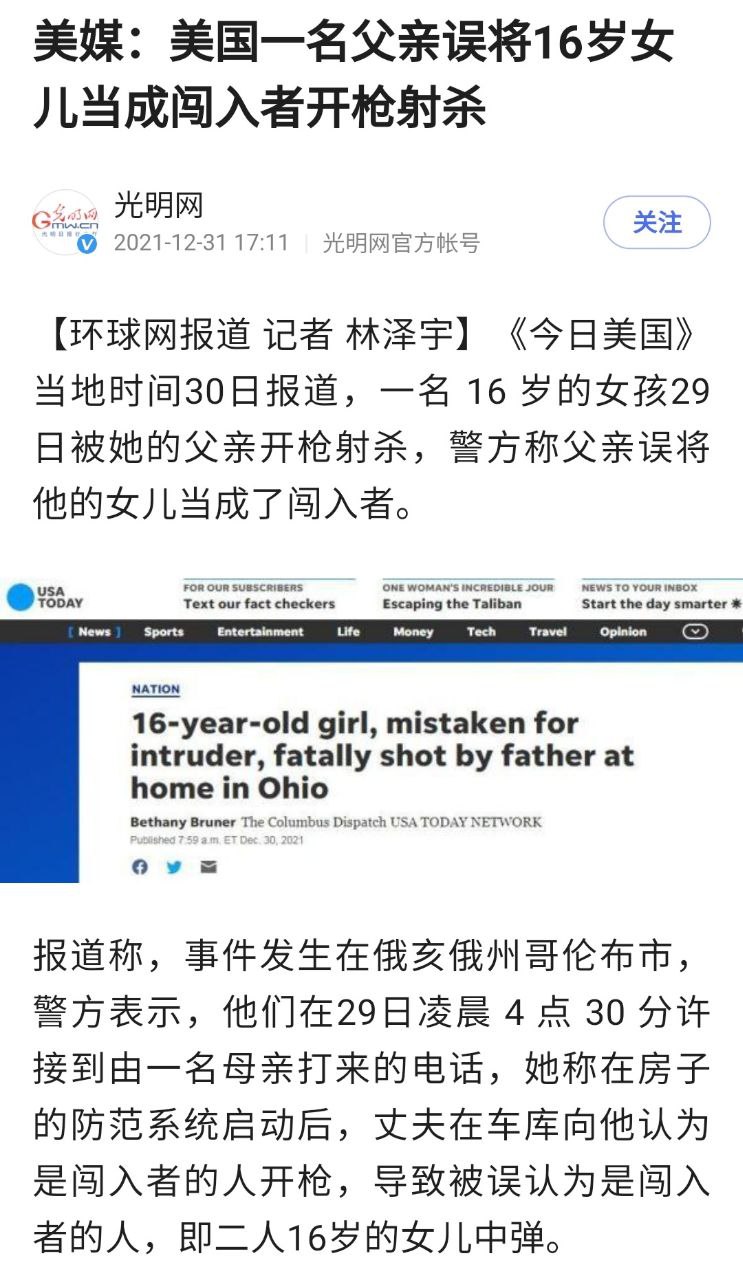 美媒：美国一名父亲误将16岁女
儿当成闯入者开枪射杀
光明网
Gmw.cn
光明网
2021-12-31 17:11 | 光明网官方帐号
关注
【环球网报道 记者 林泽宇】《今日美国》
当地时间30日报道，一名 16 岁的女孩29
日被她的父亲开枪射杀，警方称父亲误将
他的女儿当成了闯入者。
USA
TODAY
FOR OUR SUBSCRIBERS
Text our fact checkers
ONE WOMAN'S INCREDIBLE JOUR
Escaping the Taliban
NEWS TO YOUR INBOX
Start the day smarter ☀
[ News ] Sports Entertainment Life Money Tech Travel Opinion
NATION
16-year-old girl, mistaken for
intruder, fatally shot by father at
home in Ohio
Bethany Bruner The Columbus Dispatch USA TODAY NETWORK
Published 7:59 a.m. ET Dec. 30, 2021
报道称，事件发生在俄亥俄州哥伦布市，
警方表示，他们在29日凌晨 4 点 30 分许
接到由一名母亲打来的电话，她称在房子
的防范系统启动后，丈夫在车库向他认为
是闯入者的人开枪，导致被误认为是闯入
者的人，即二人16岁的女儿中弹。